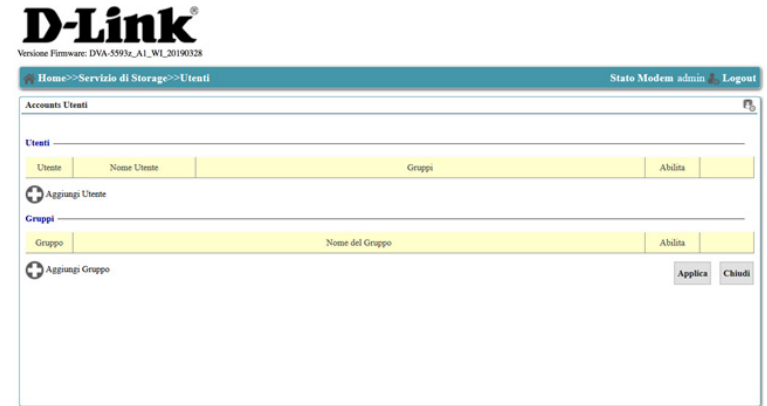 D-Link®
Versione Firmware: DVA-5593z_A1_WI_20190328
Home>>Servizio di Storage>>Utenti Stato Modem admin Logout
Accounts Utenti
Utenti
Utente Nome Utente Gruppi Abilita
Aggiungi Utente
Gruppi
Gruppo Nome del Gruppo Abilita
Aggiungi Gruppo Applica Chiudi